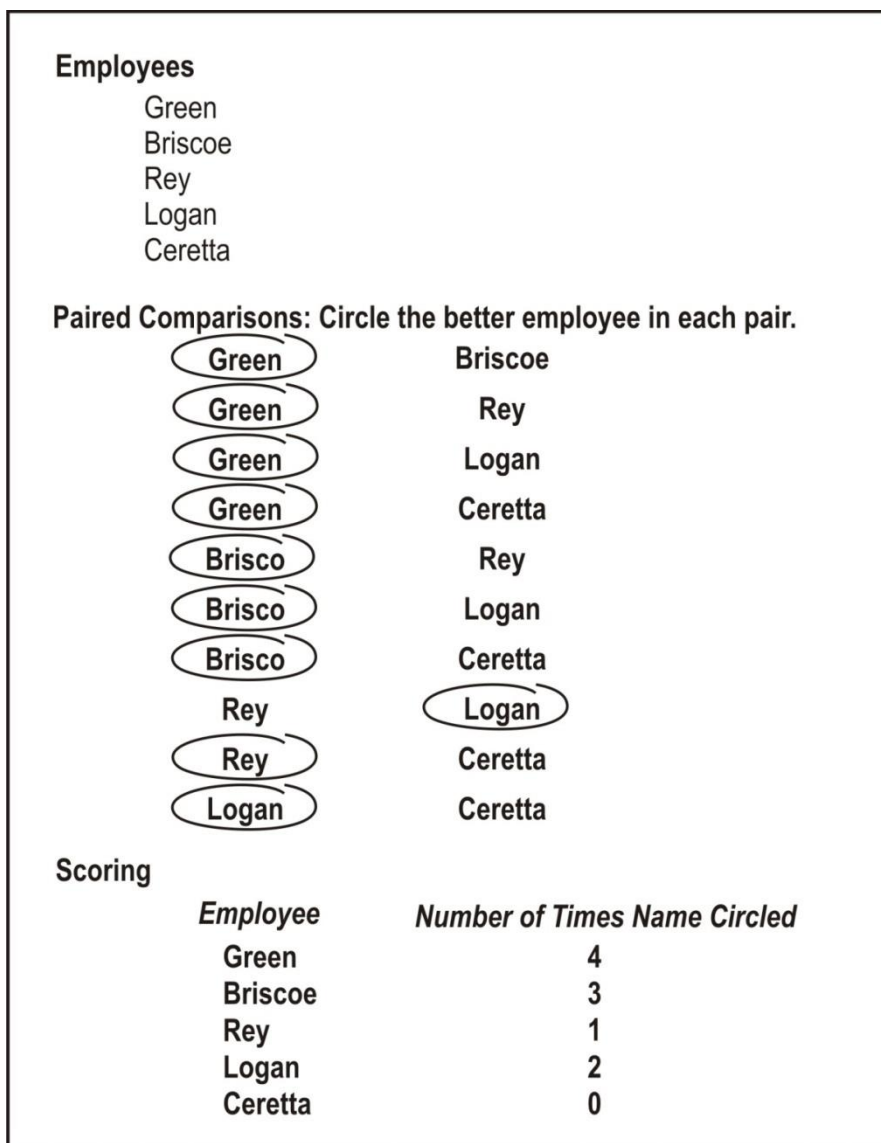 Employees
Green
Briscoe
Rey
Logan
Ceretta
Paired Comparisons: Circle the better employee in each pair.
Green Briscoe
Green Rey
Green Logan
Green Ceretta
Brisco Rey
Brisco Logan
Brisco Ceretta
Rey Logan
Rey Ceretta
Logan Ceretta
Scoring
Employee Number of Times Name Circled
Green 4
Briscoe 3
Rey 1
Logan 2
Ceretta 0